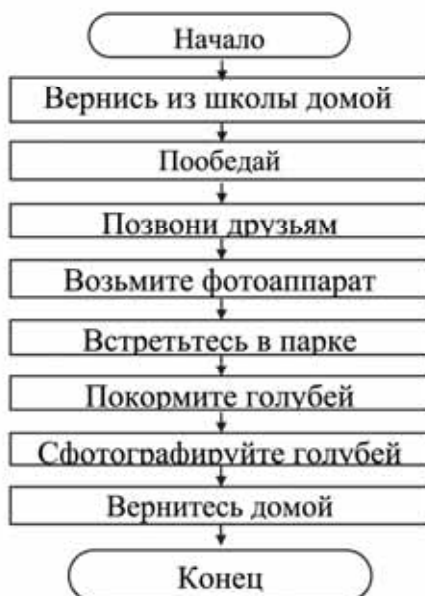 Начало
Вернись из школы домой
Пообедай
Позвони друзьям
Возьмите фотоаппарат
Встретьтесь в парке
Покормите голубей
Сфотографируйте голубей
Вернитесь домой
Конец